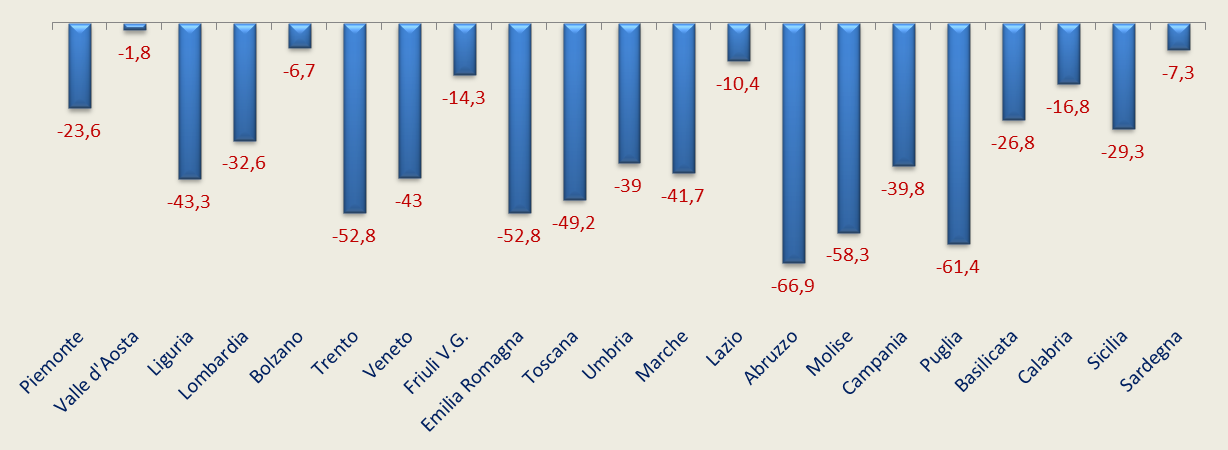 -23,6
-1,8
-43,3
-32,6
-6,7
-52,8
-43
-14,3
-52,8
-49,2
-39
-41,7
-10,4
-66,9
-58,3
-39,8
-61,4
-26,8
-16,8
-29,3
-7,3
Piemonte
Valle d'Aosta
Liguria
Lombardia
Bolzano
Trento
Veneto
Friuli V.G.
Emilia Romagna
Toscana
Umbria
Marche
Lazio
Abruzzo
Molise
Campania
Puglia
Basilicata
Calabria
Sicilia
Sardegna